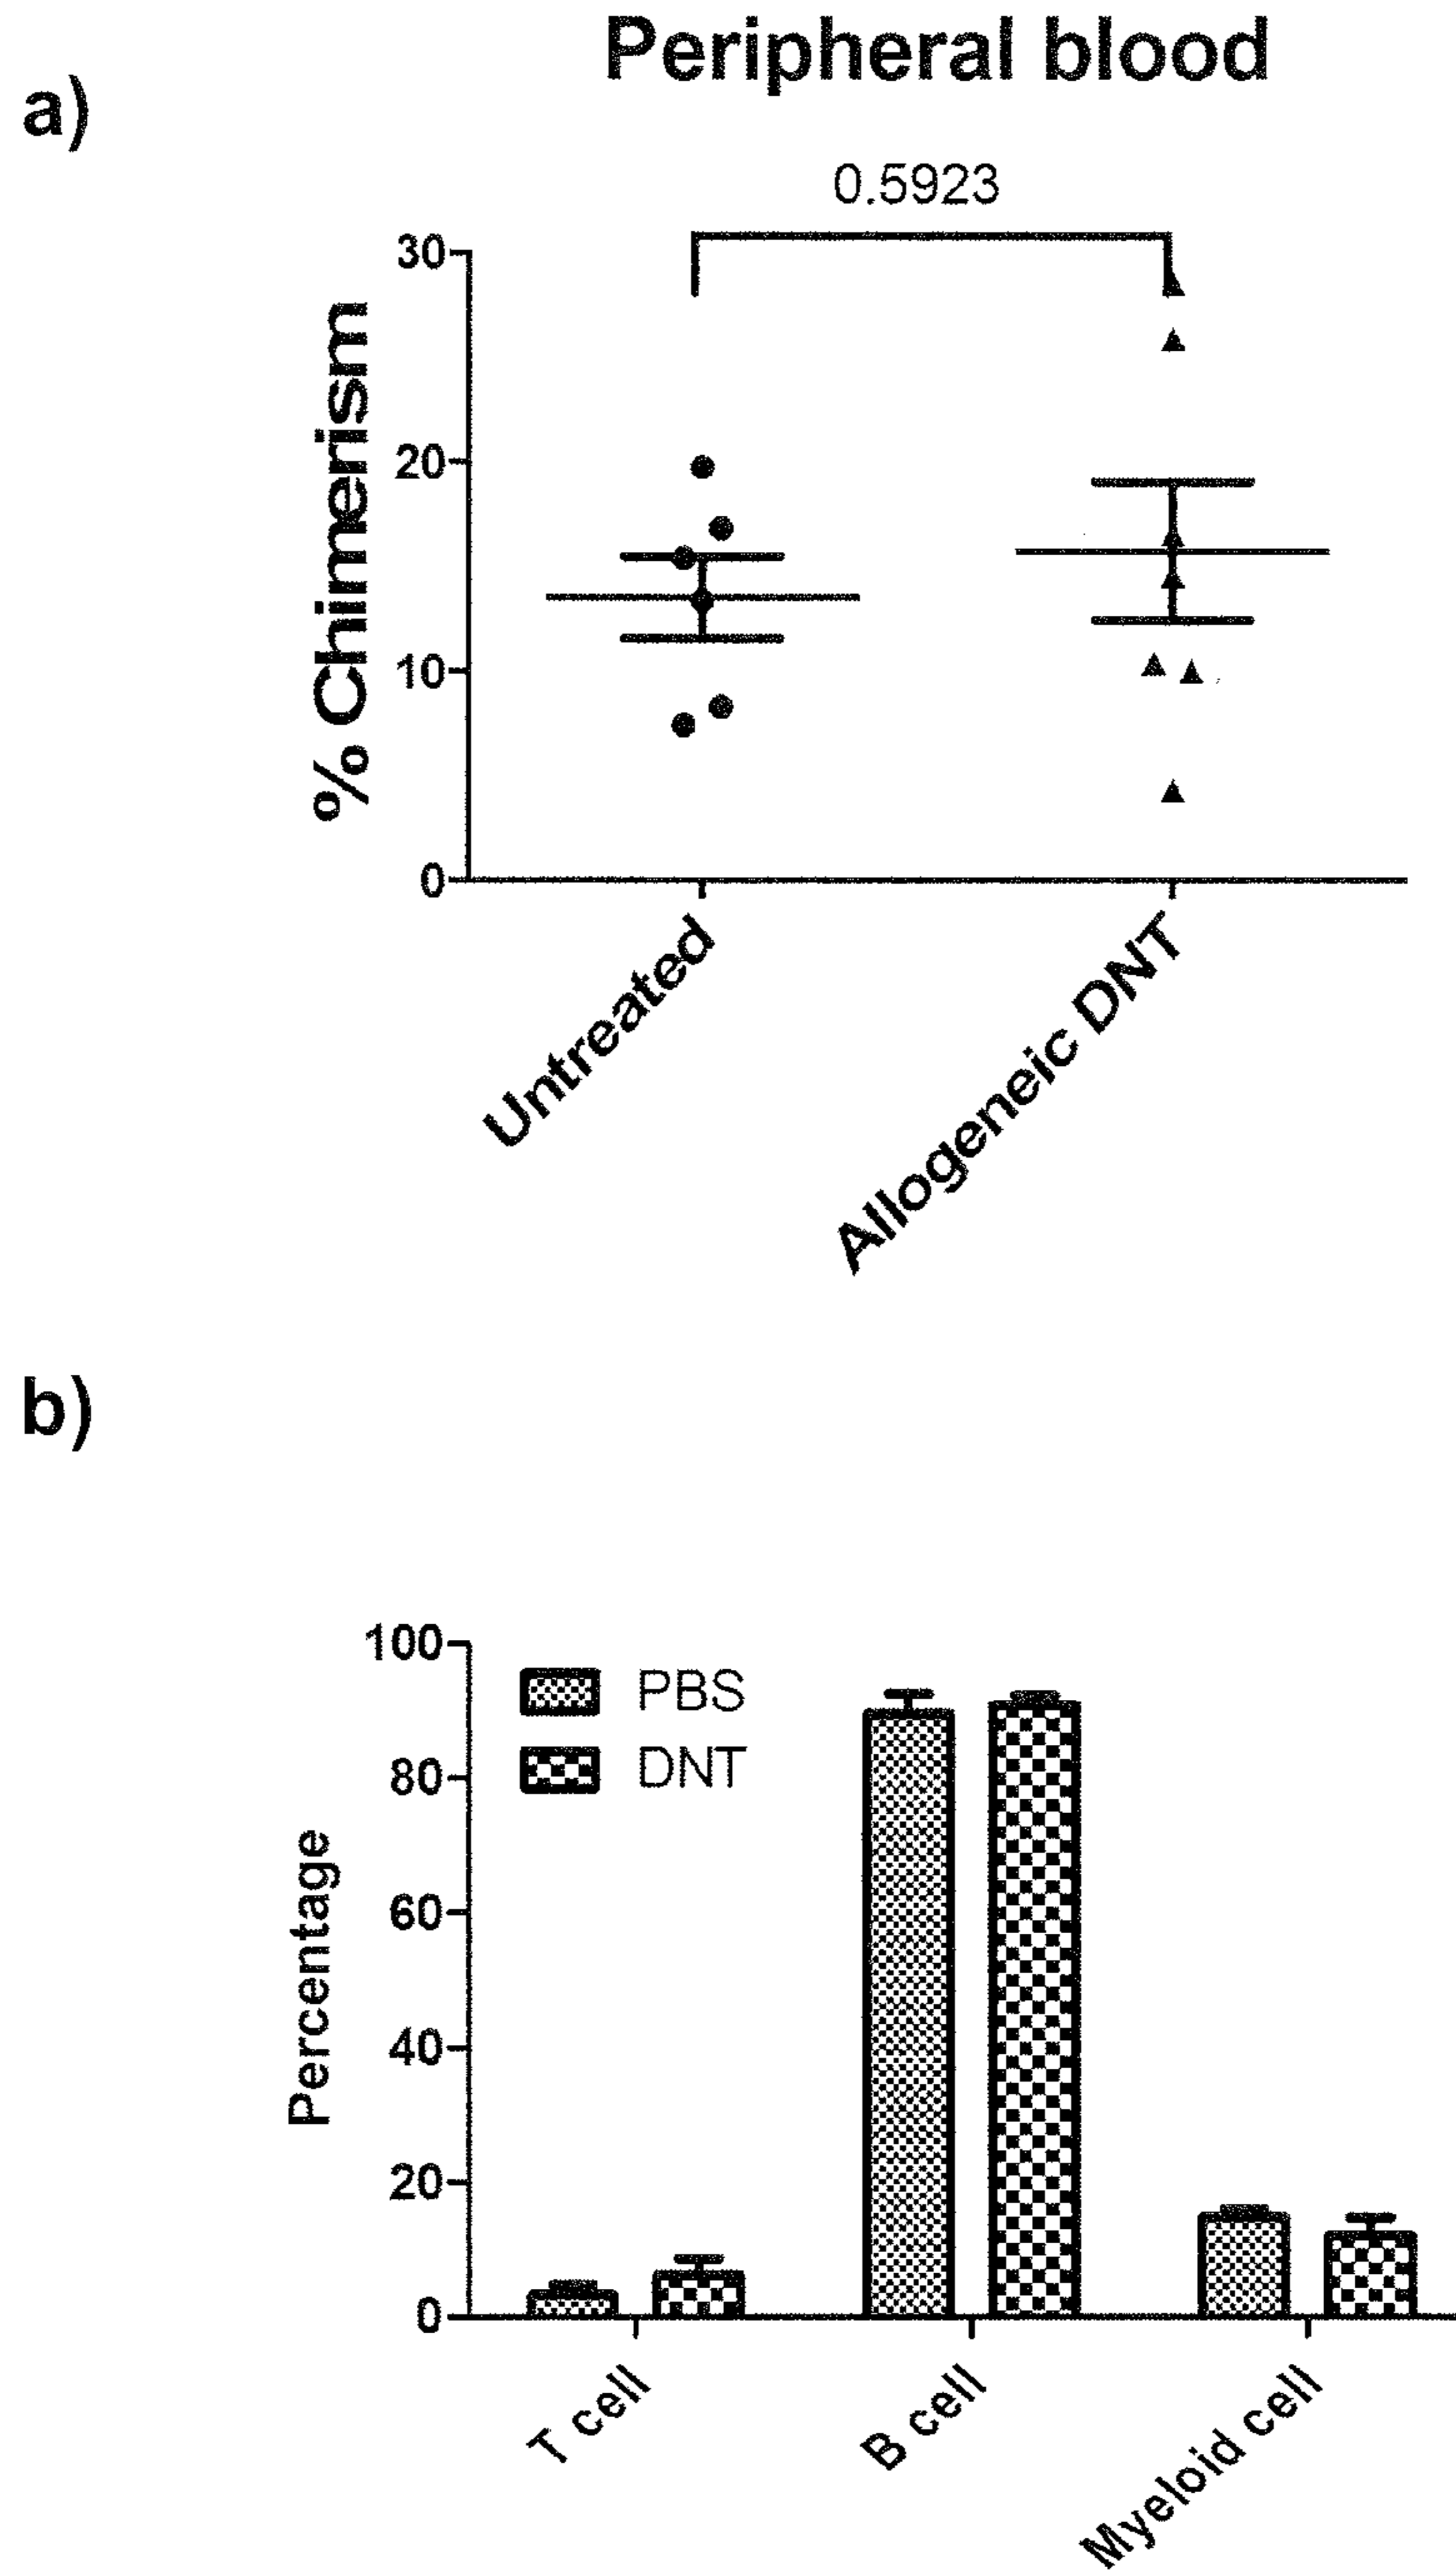 Peripheral blood
a)
0.5923
30
20
10
0
% Chimerism
Untreated
Allogeneic DNT
b)
100
80
60
40
20
0
Percentage
PBS
DNT
T cell
B cell
Myeloid cell